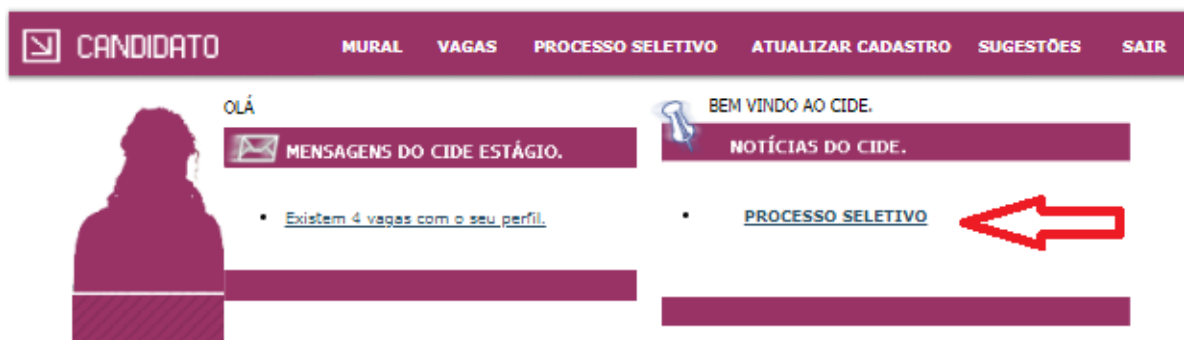 CANDIDATO
MURAL VAGAS PROCESSO SELETIVO ATUALIZAR CADASTRO SUGESTÕES SAIR
OLÁ
MENSAGENS DO CIDE ESTÁGIO.
• Existem 4 vagas com o seu perfil.
BEM VINDO AO CIDE.
NOTÍCIAS DO CIDE.
• PROCESSO SELETIVO